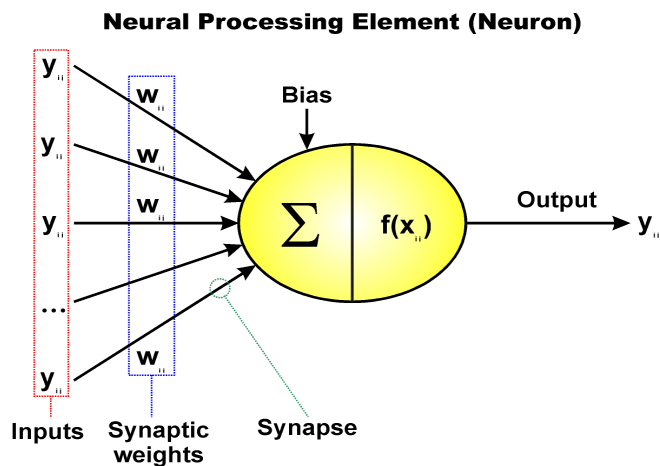 Neural Processing Element (Neuron)
y
w
Bias
y
w
y
w
Σ
f(x)
Output
y
...
y
w
Inputs
Synaptic
weights
Synapse